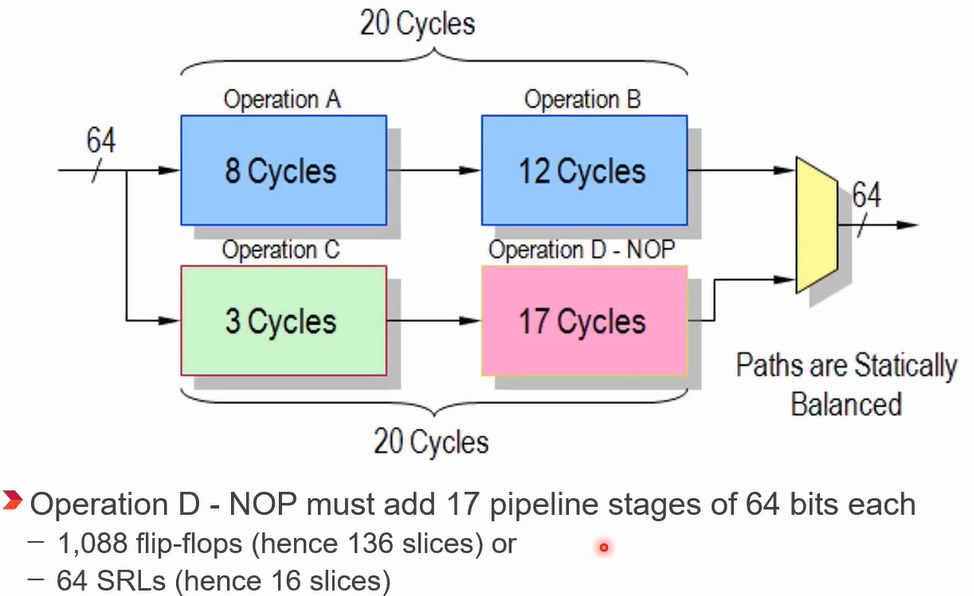 20 Cycles
Operation A
Operation B
64
8 Cycles
12 Cycles
64
Operation C
Operation D - NOP
3 Cycles
17 Cycles
Paths are Statically
Balanced
20 Cycles
Operation D - NOP must add 17 pipeline stages of 64 bits each
– 1,088 flip-flops (hence 136 slices) or
– 64 SRLs (hence 16 slices)